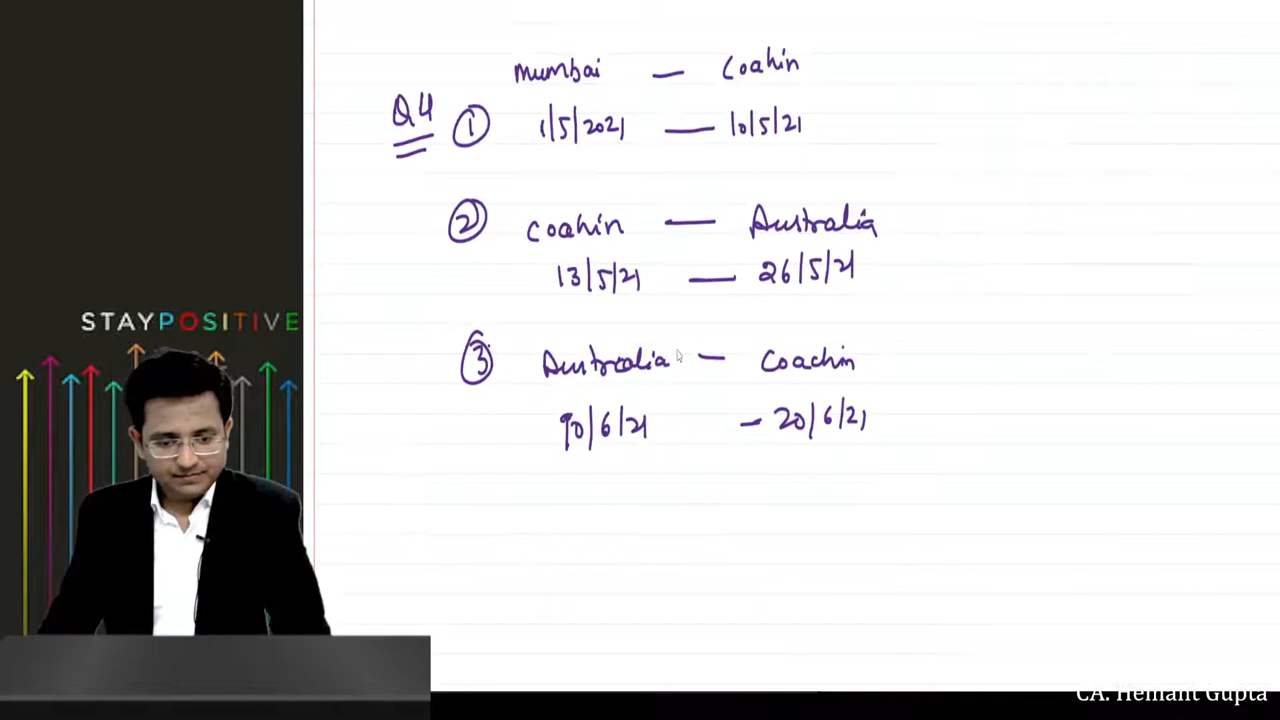 Mumbai — Coahin
Q4 ① 1/5/2021 — 10/5/21
② Coahin — Australia
13/5/21 — 26/5/21
③ Australia — Coachin
/6/21 — 20/6/21
STAYPOSITIVE
CA. Hemant Gupta